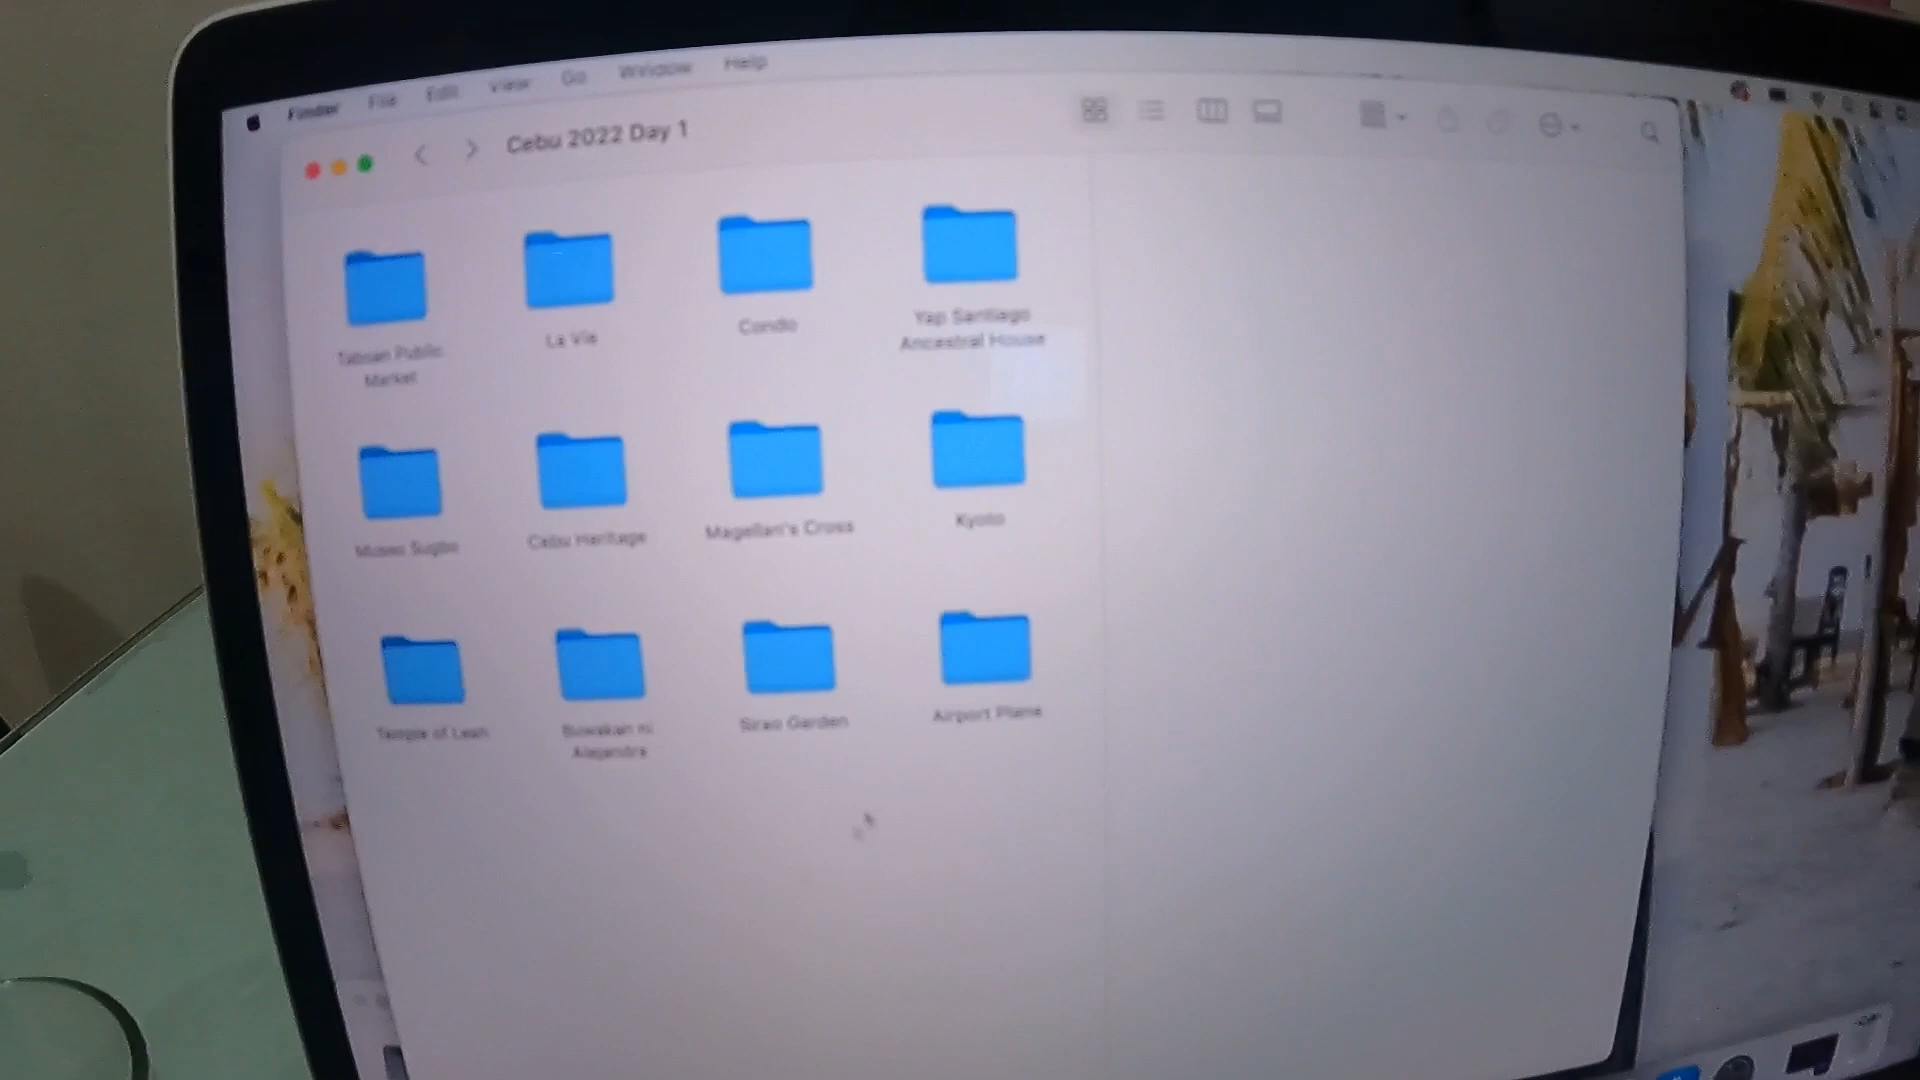 Finder File Edit View Go Window Help
Cebu 2022 Day 1
Taboan Public
Market
La Vie
Condo
Yap Santiago
Ancestral House
Museo Sugbo
Cebu Heritage
Magellan's Cross
Kyoto
Temple of Leah
Buwakan ni
Alejandra
Sirao Garden
Airport Plane